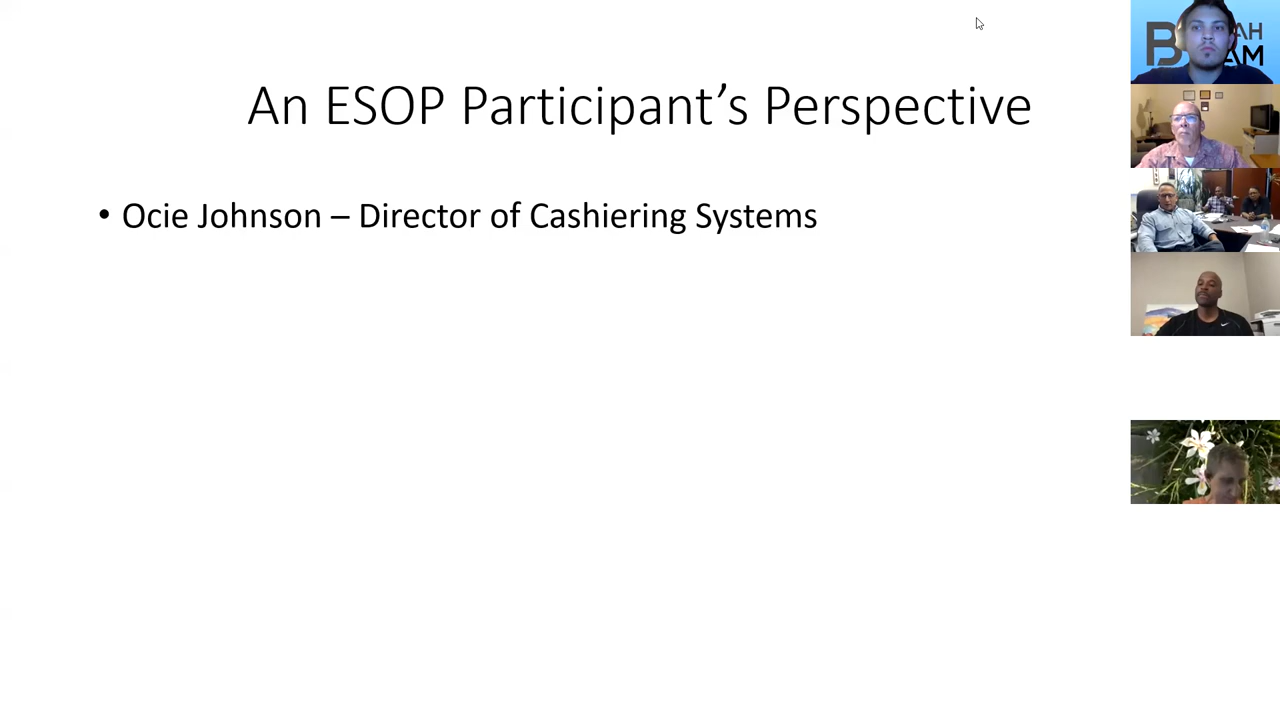 An ESOP Participant’s Perspective
• Ocie Johnson – Director of Cashiering Systems